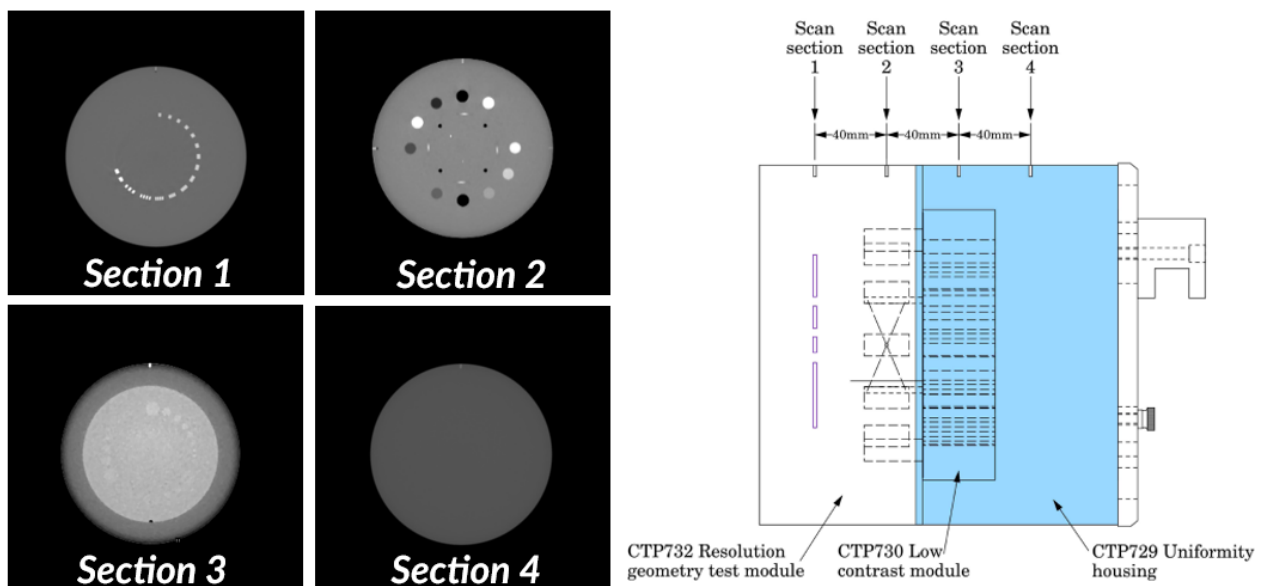 Section 1
Section 2
Section 3
Section 4
Scan
section
1
Scan
section
2
Scan
section
3
Scan
section
4
40mm
40mm
40mm
CTP732 Resolution
geometry test module
CTP730 Low
contrast module
CTP729 Uniformity
housing